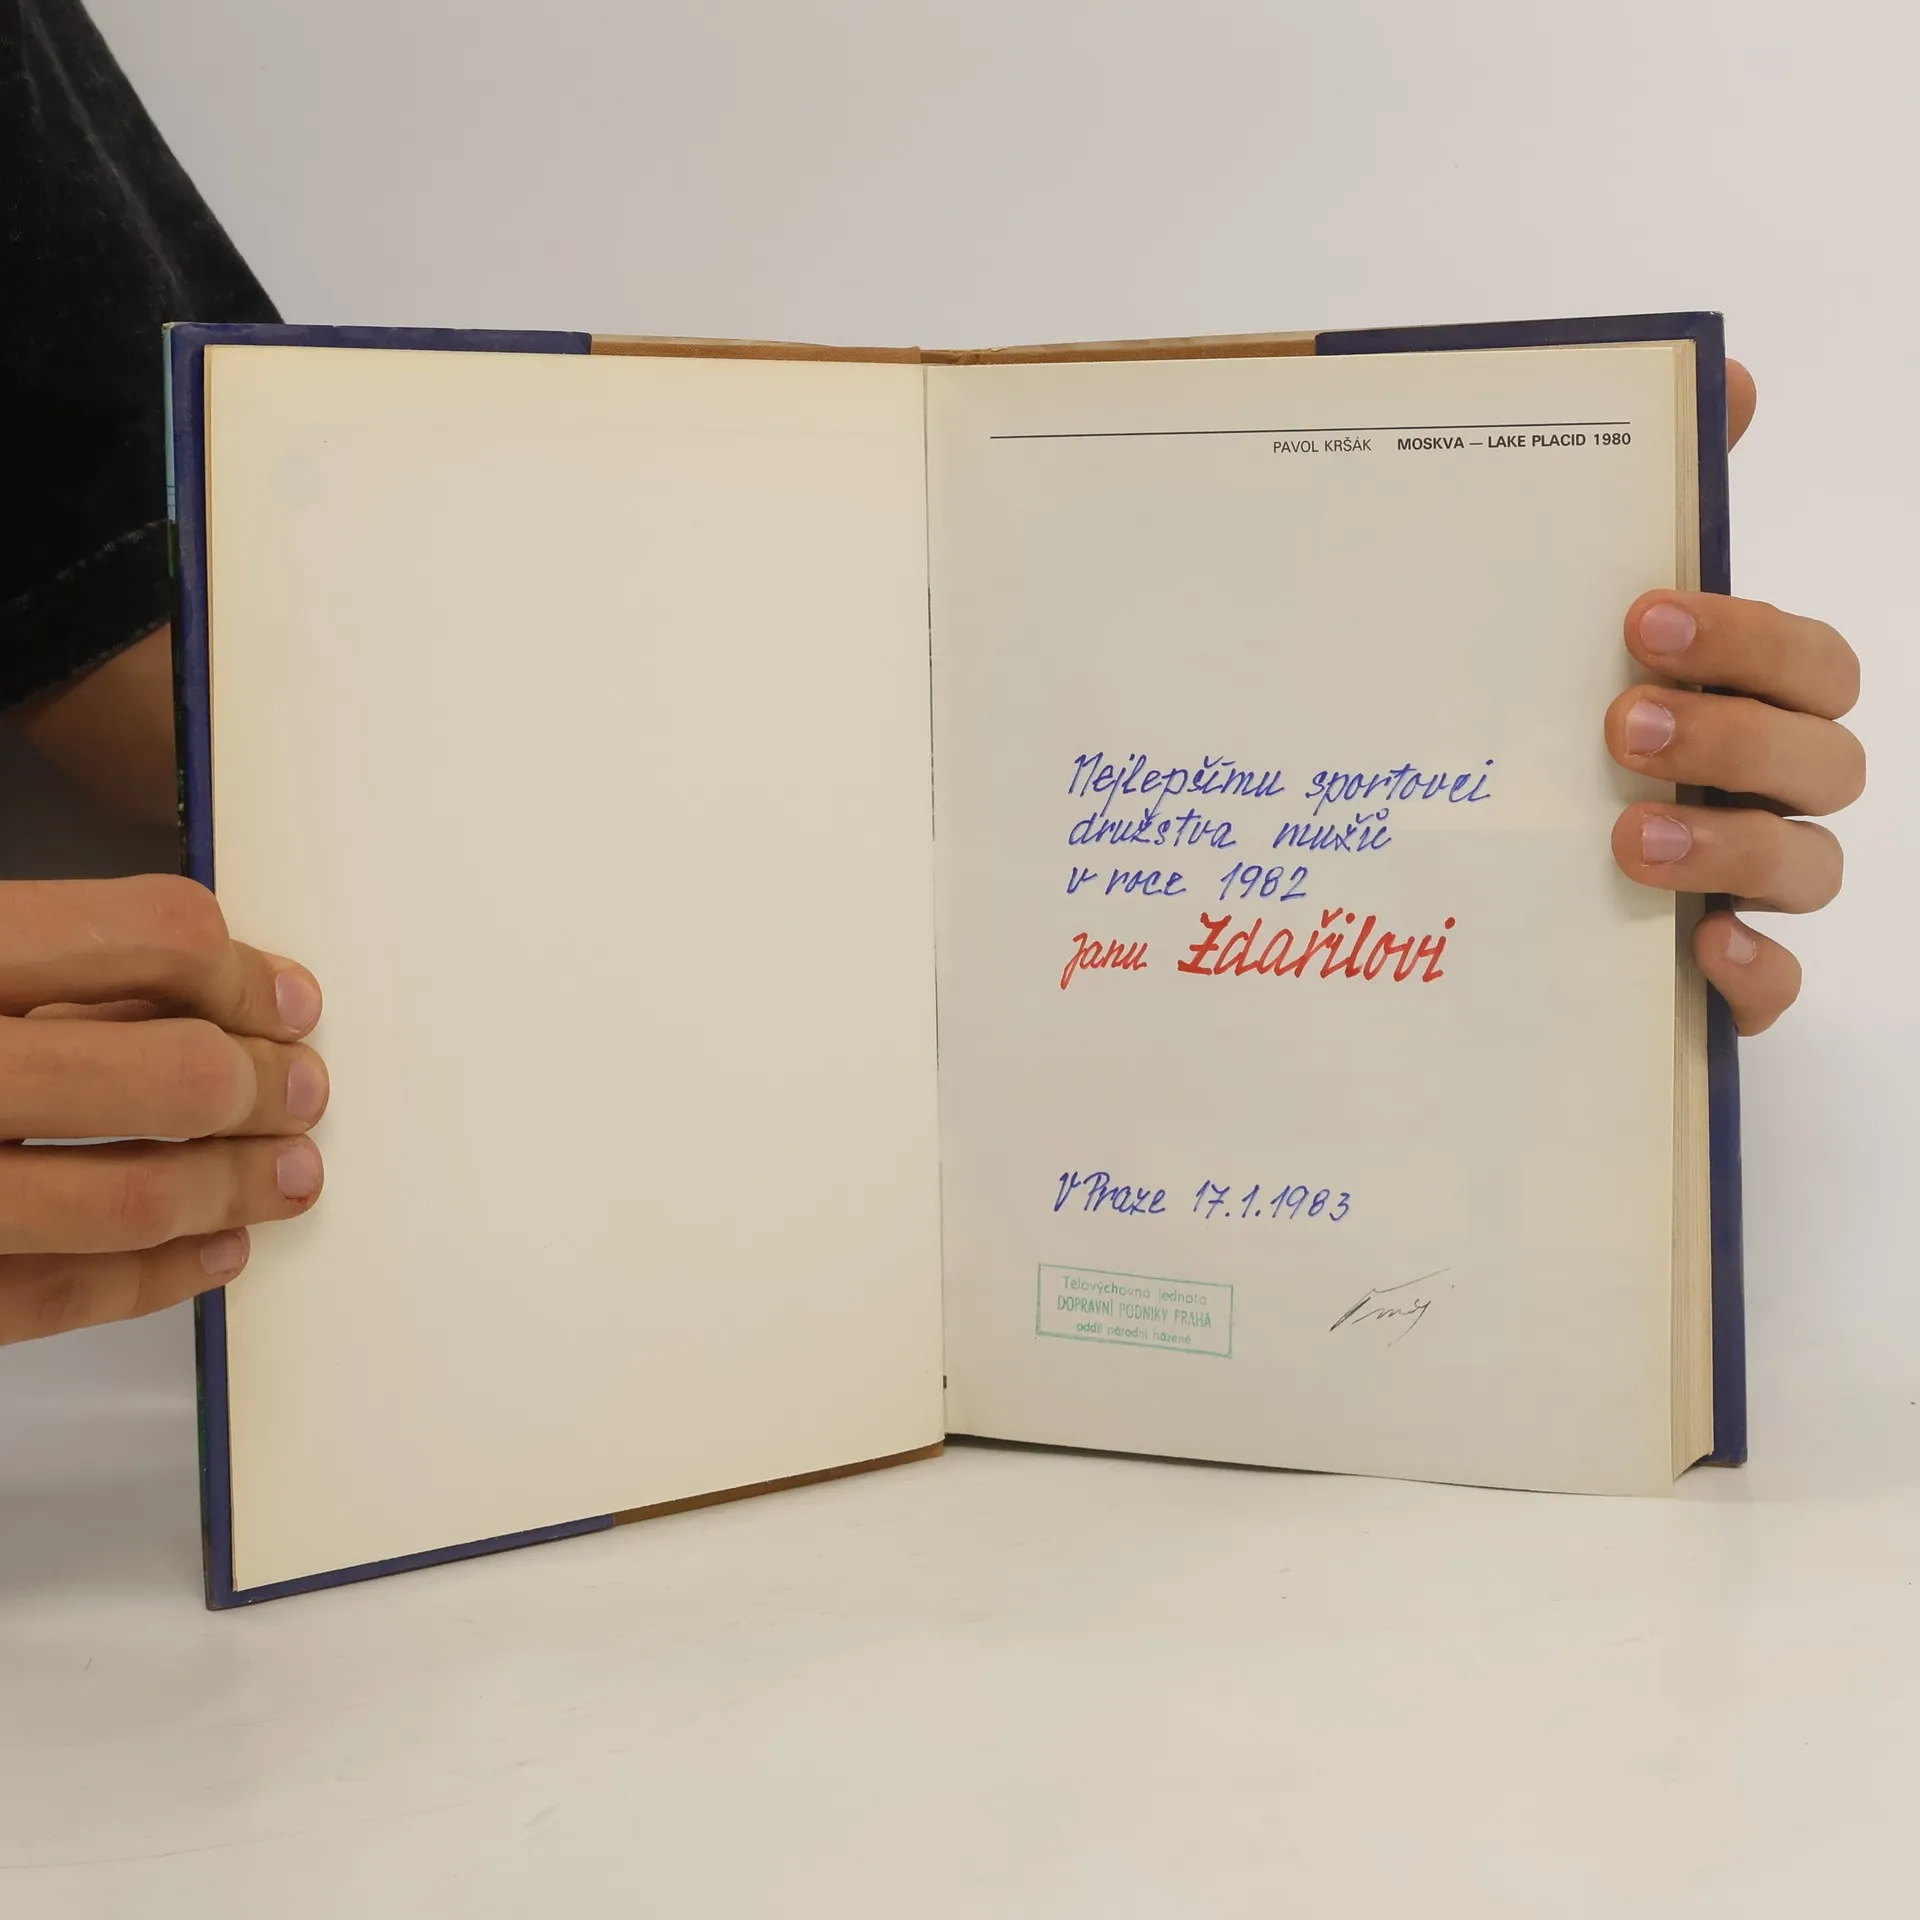 PAVOL KRŠÁK MOSKVA — LAKE PLACID 1980
Nejlepšímu sportovci
družstva mužů
v roce 1982
Janu Zdařilovi
V Praze 17.1.1983
Tělovýchovná jednota
DOPRAVNÍ PODNIKY PRAHA
oddíl národní házené